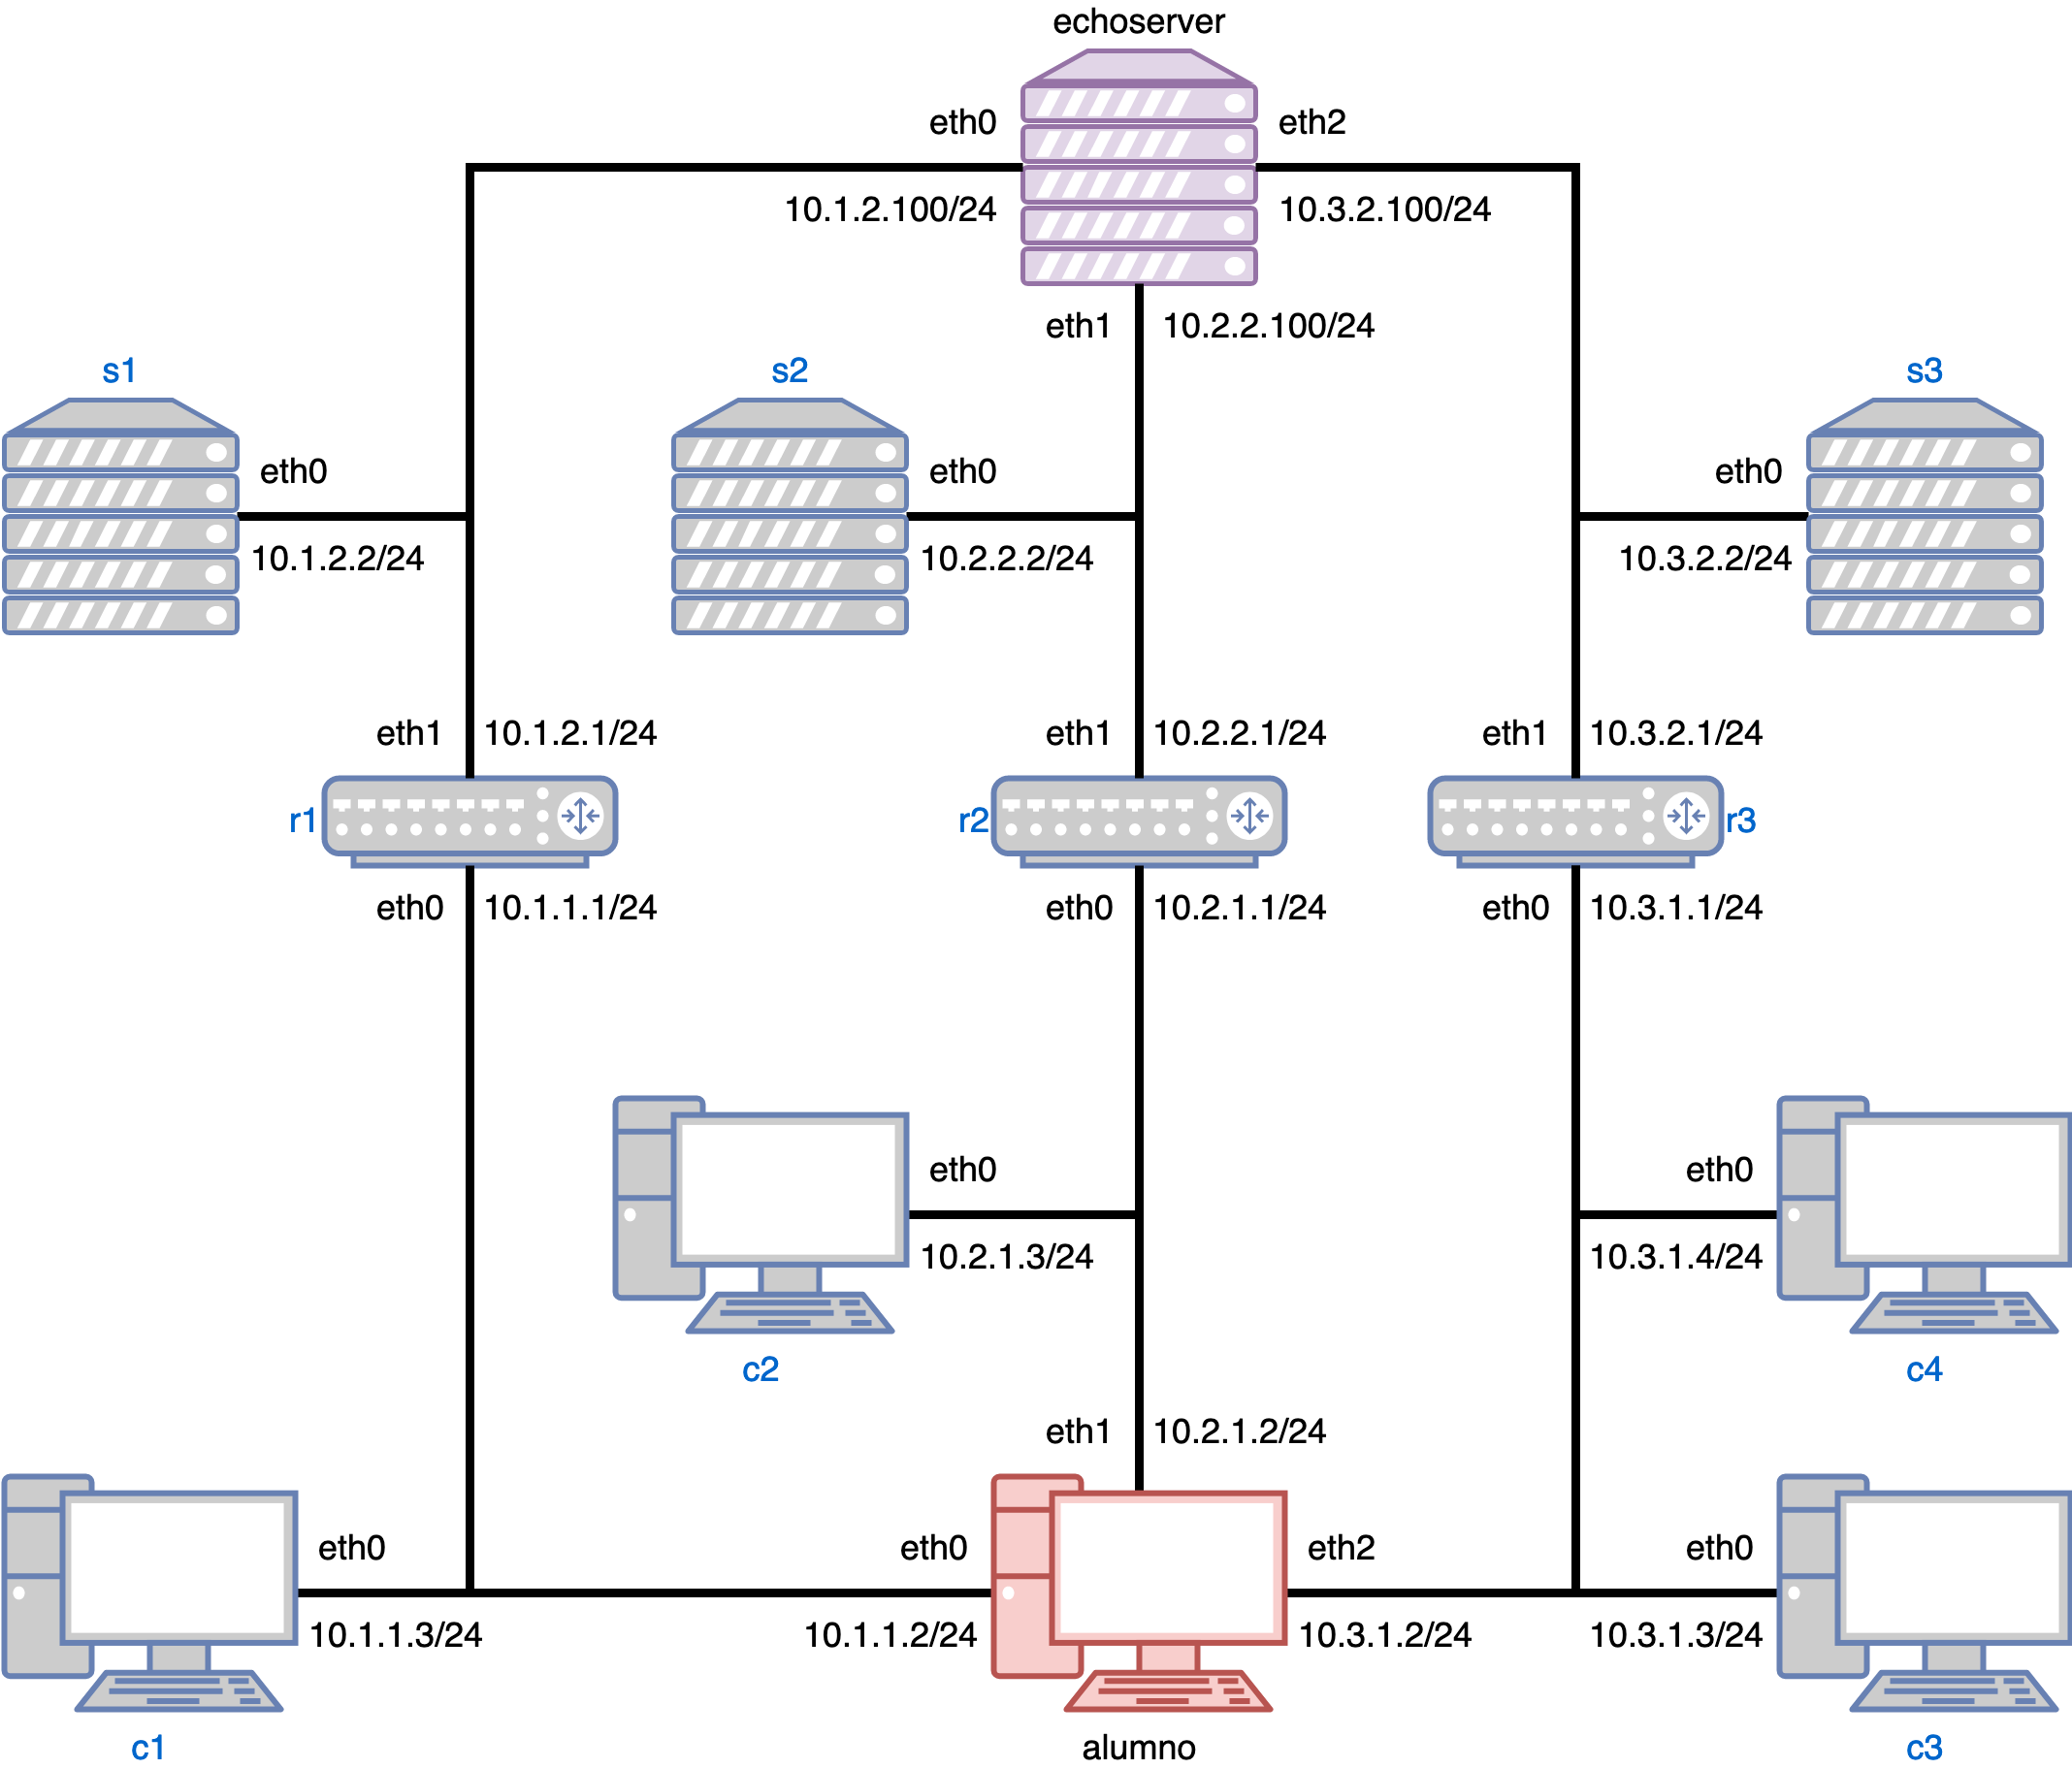 echoserver
eth0
eth2
10.1.2.100/24
10.3.2.100/24
eth1
10.2.2.100/24
s1
s2
s3
eth0
eth0
eth0
10.1.2.2/24
10.2.2.2/24
10.3.2.2/24
eth1
10.1.2.1/24
eth1
10.2.2.1/24
eth1
10.3.2.1/24
r1
r2
r3
eth0
10.1.1.1/24
eth0
10.2.1.1/24
eth0
10.3.1.1/24
eth0
eth0
10.2.1.3/24
10.3.1.4/24
c2
c4
eth1
10.2.1.2/24
eth0
eth0
eth2
eth0
10.1.1.3/24
10.1.1.2/24
10.3.1.2/24
10.3.1.3/24
c1
alumno
c3